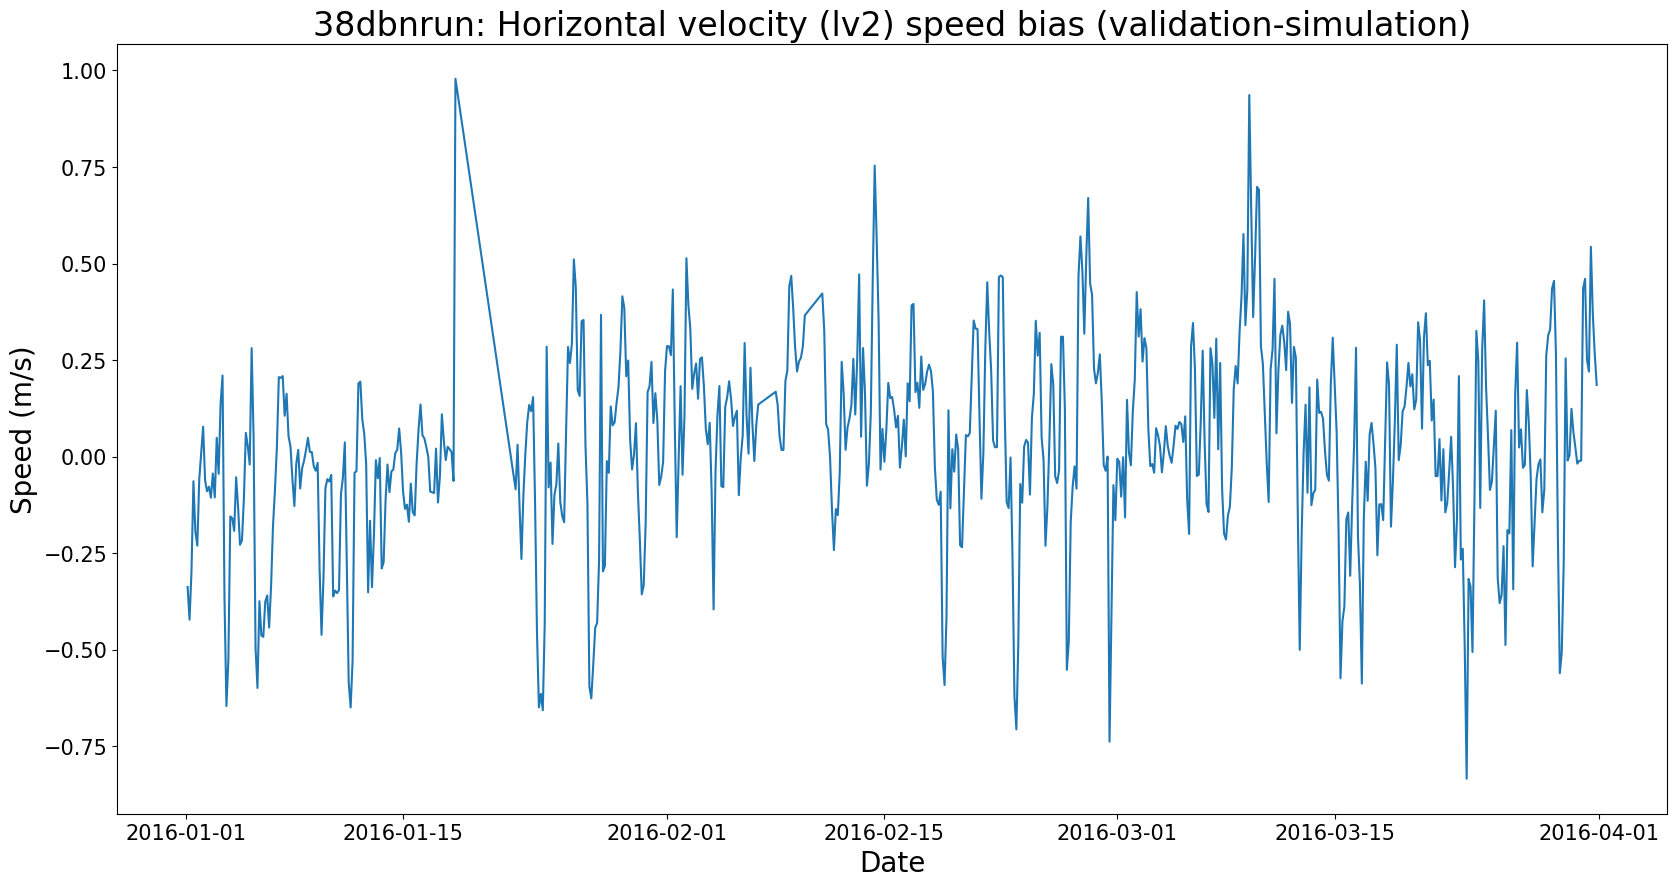 38dbnrun: Horizontal velocity (lv2) speed bias (validation-simulation)
Speed (m/s)
1.00
0.75
0.50
0.25
0.00
−0.25
−0.50
−0.75
2016-01-01 2016-01-15 2016-02-01 2016-02-15 2016-03-01 2016-03-15 2016-04-01
Date